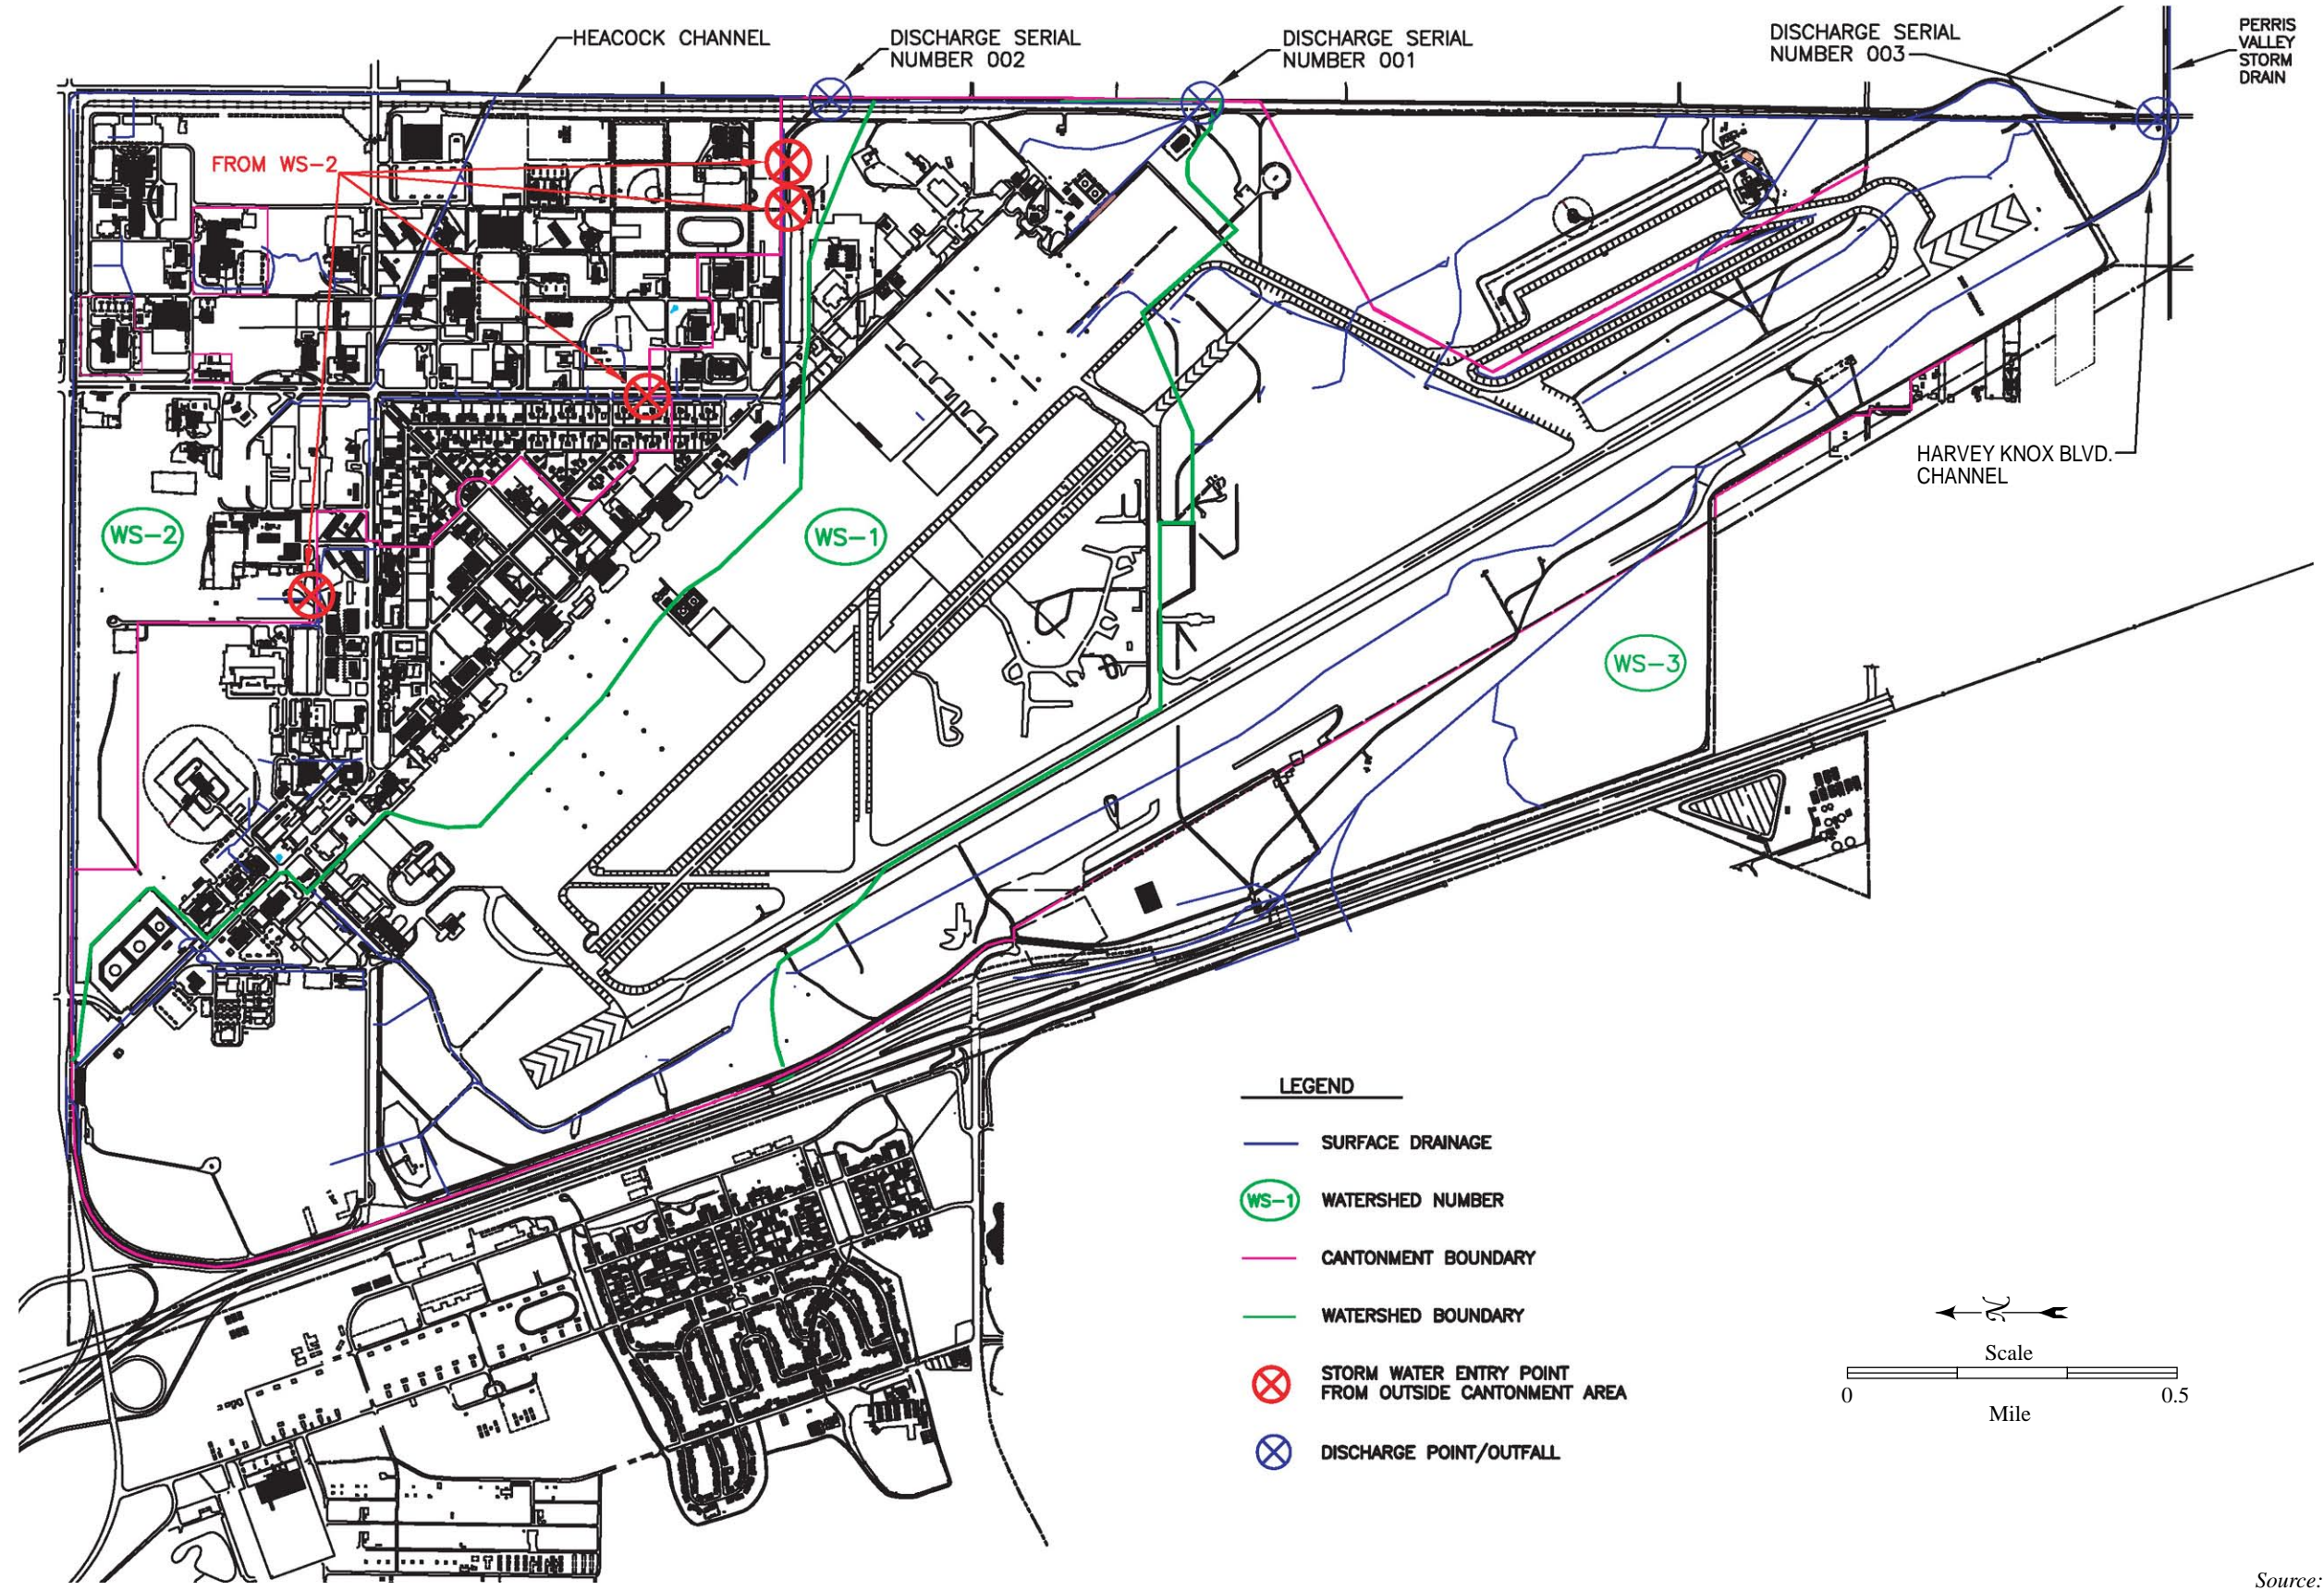 HEACOCK CHANNEL
DISCHARGE SERIAL
NUMBER 002
DISCHARGE SERIAL
NUMBER 001
DISCHARGE SERIAL
NUMBER 003
PERRIS
VALLEY
STORM
DRAIN
FROM WS-2
HARVEY KNOX BLVD.
CHANNEL
WS-2
WS-1
WS-3
LEGEND
SURFACE DRAINAGE
WS-1 WATERSHED NUMBER
CANTONMENT BOUNDARY
WATERSHED BOUNDARY
STORM WATER ENTRY POINT
FROM OUTSIDE CANTONMENT AREA
DISCHARGE POINT/OUTFALL
N
Scale
0 0.5
Mile
Source: